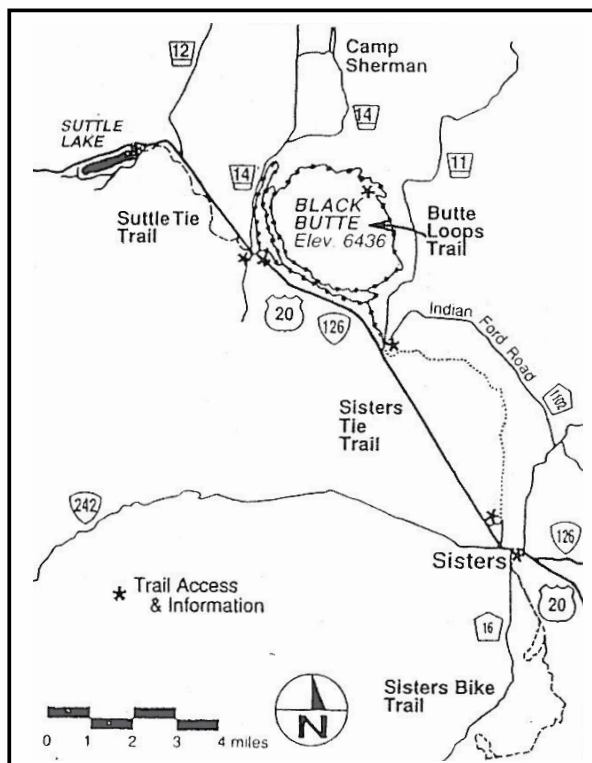 12
Camp
Sherman
14
SUTTLE
LAKE
14
11
14
Suttle Tie
Trail
BLACK
BUTTE
Elev. 6436
Butte
Loops
Trail
20
126
Indian Ford Road
1102
Sisters
Tie
Trail
242
Sisters
126
20
* Trail Access
& Information
16
Sisters Bike
Trail
N
0 1 2 3 4 miles